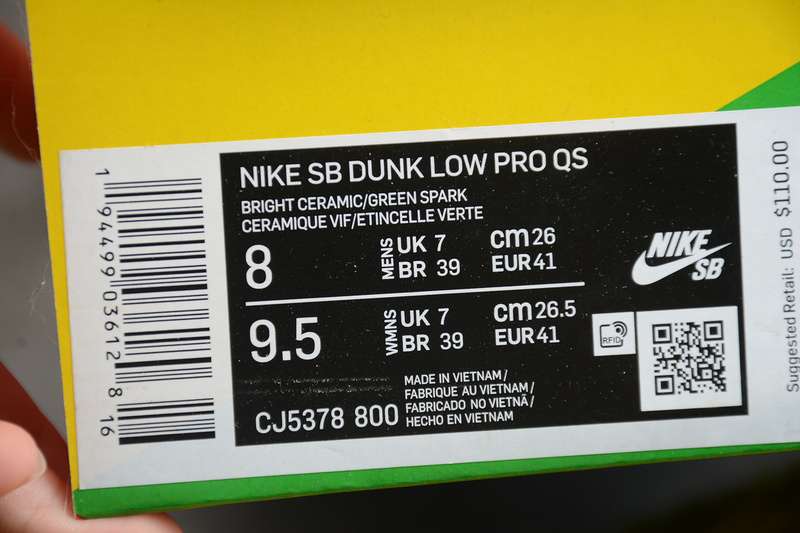 NIKE SB DUNK LOW PRO QS
BRIGHT CERAMIC/GREEN SPARK
CERAMIQUE VIF/ETINCELLE VERTE
8
MENS
UK 7
cm 26
BR 39
EUR 41
9.5
WMNS
UK 7
cm 26.5
BR 39
EUR 41
CJ5378 800
MADE IN VIETNAM/
FABRIQUE AU VIETNAM/
FABRICADO NO VIETNÃ/
HECHO EN VIETNAM
NIKE
SB
RFID
1 94499 03612 8 16
Suggested Retail: USD $110.00